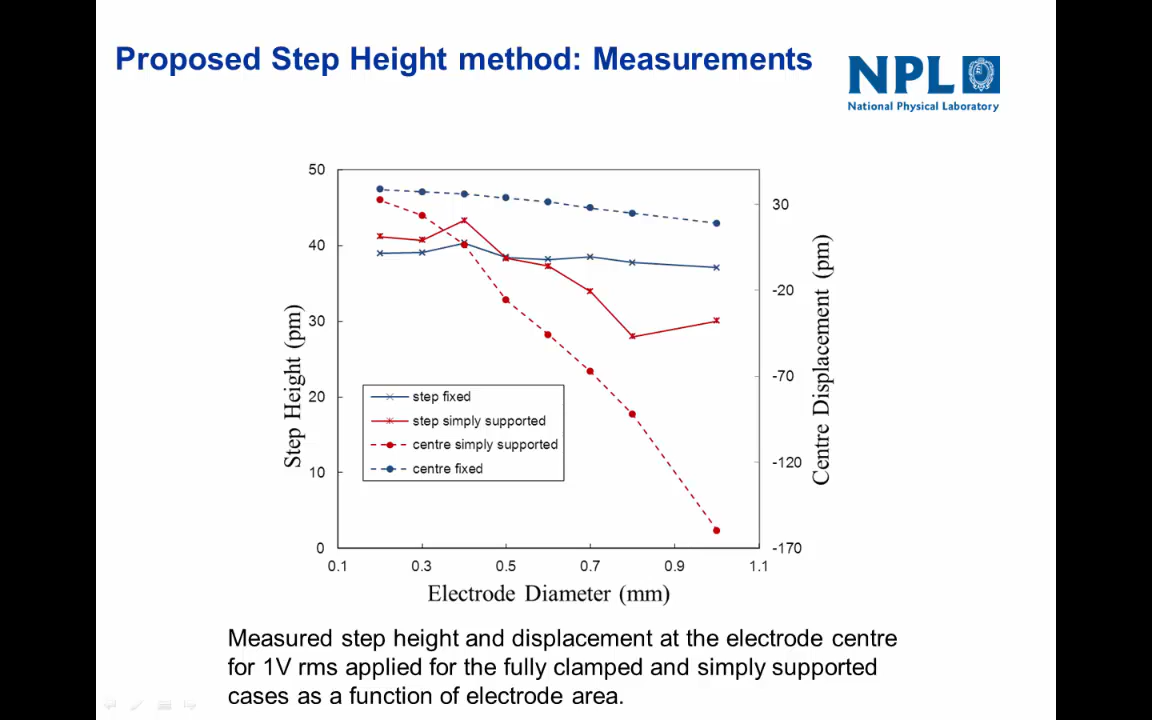 Proposed Step Height method: Measurements
NPL
National Physical Laboratory
50
40
30
20
10
0
Step Height (pm)
30
-20
-70
-120
-170
Centre Displacement (pm)
step fixed
step simply supported
centre simply supported
centre fixed
0.1 0.3 0.5 0.7 0.9 1.1
Electrode Diameter (mm)
Measured step height and displacement at the electrode centre
for 1V rms applied for the fully clamped and simply supported
cases as a function of electrode area.